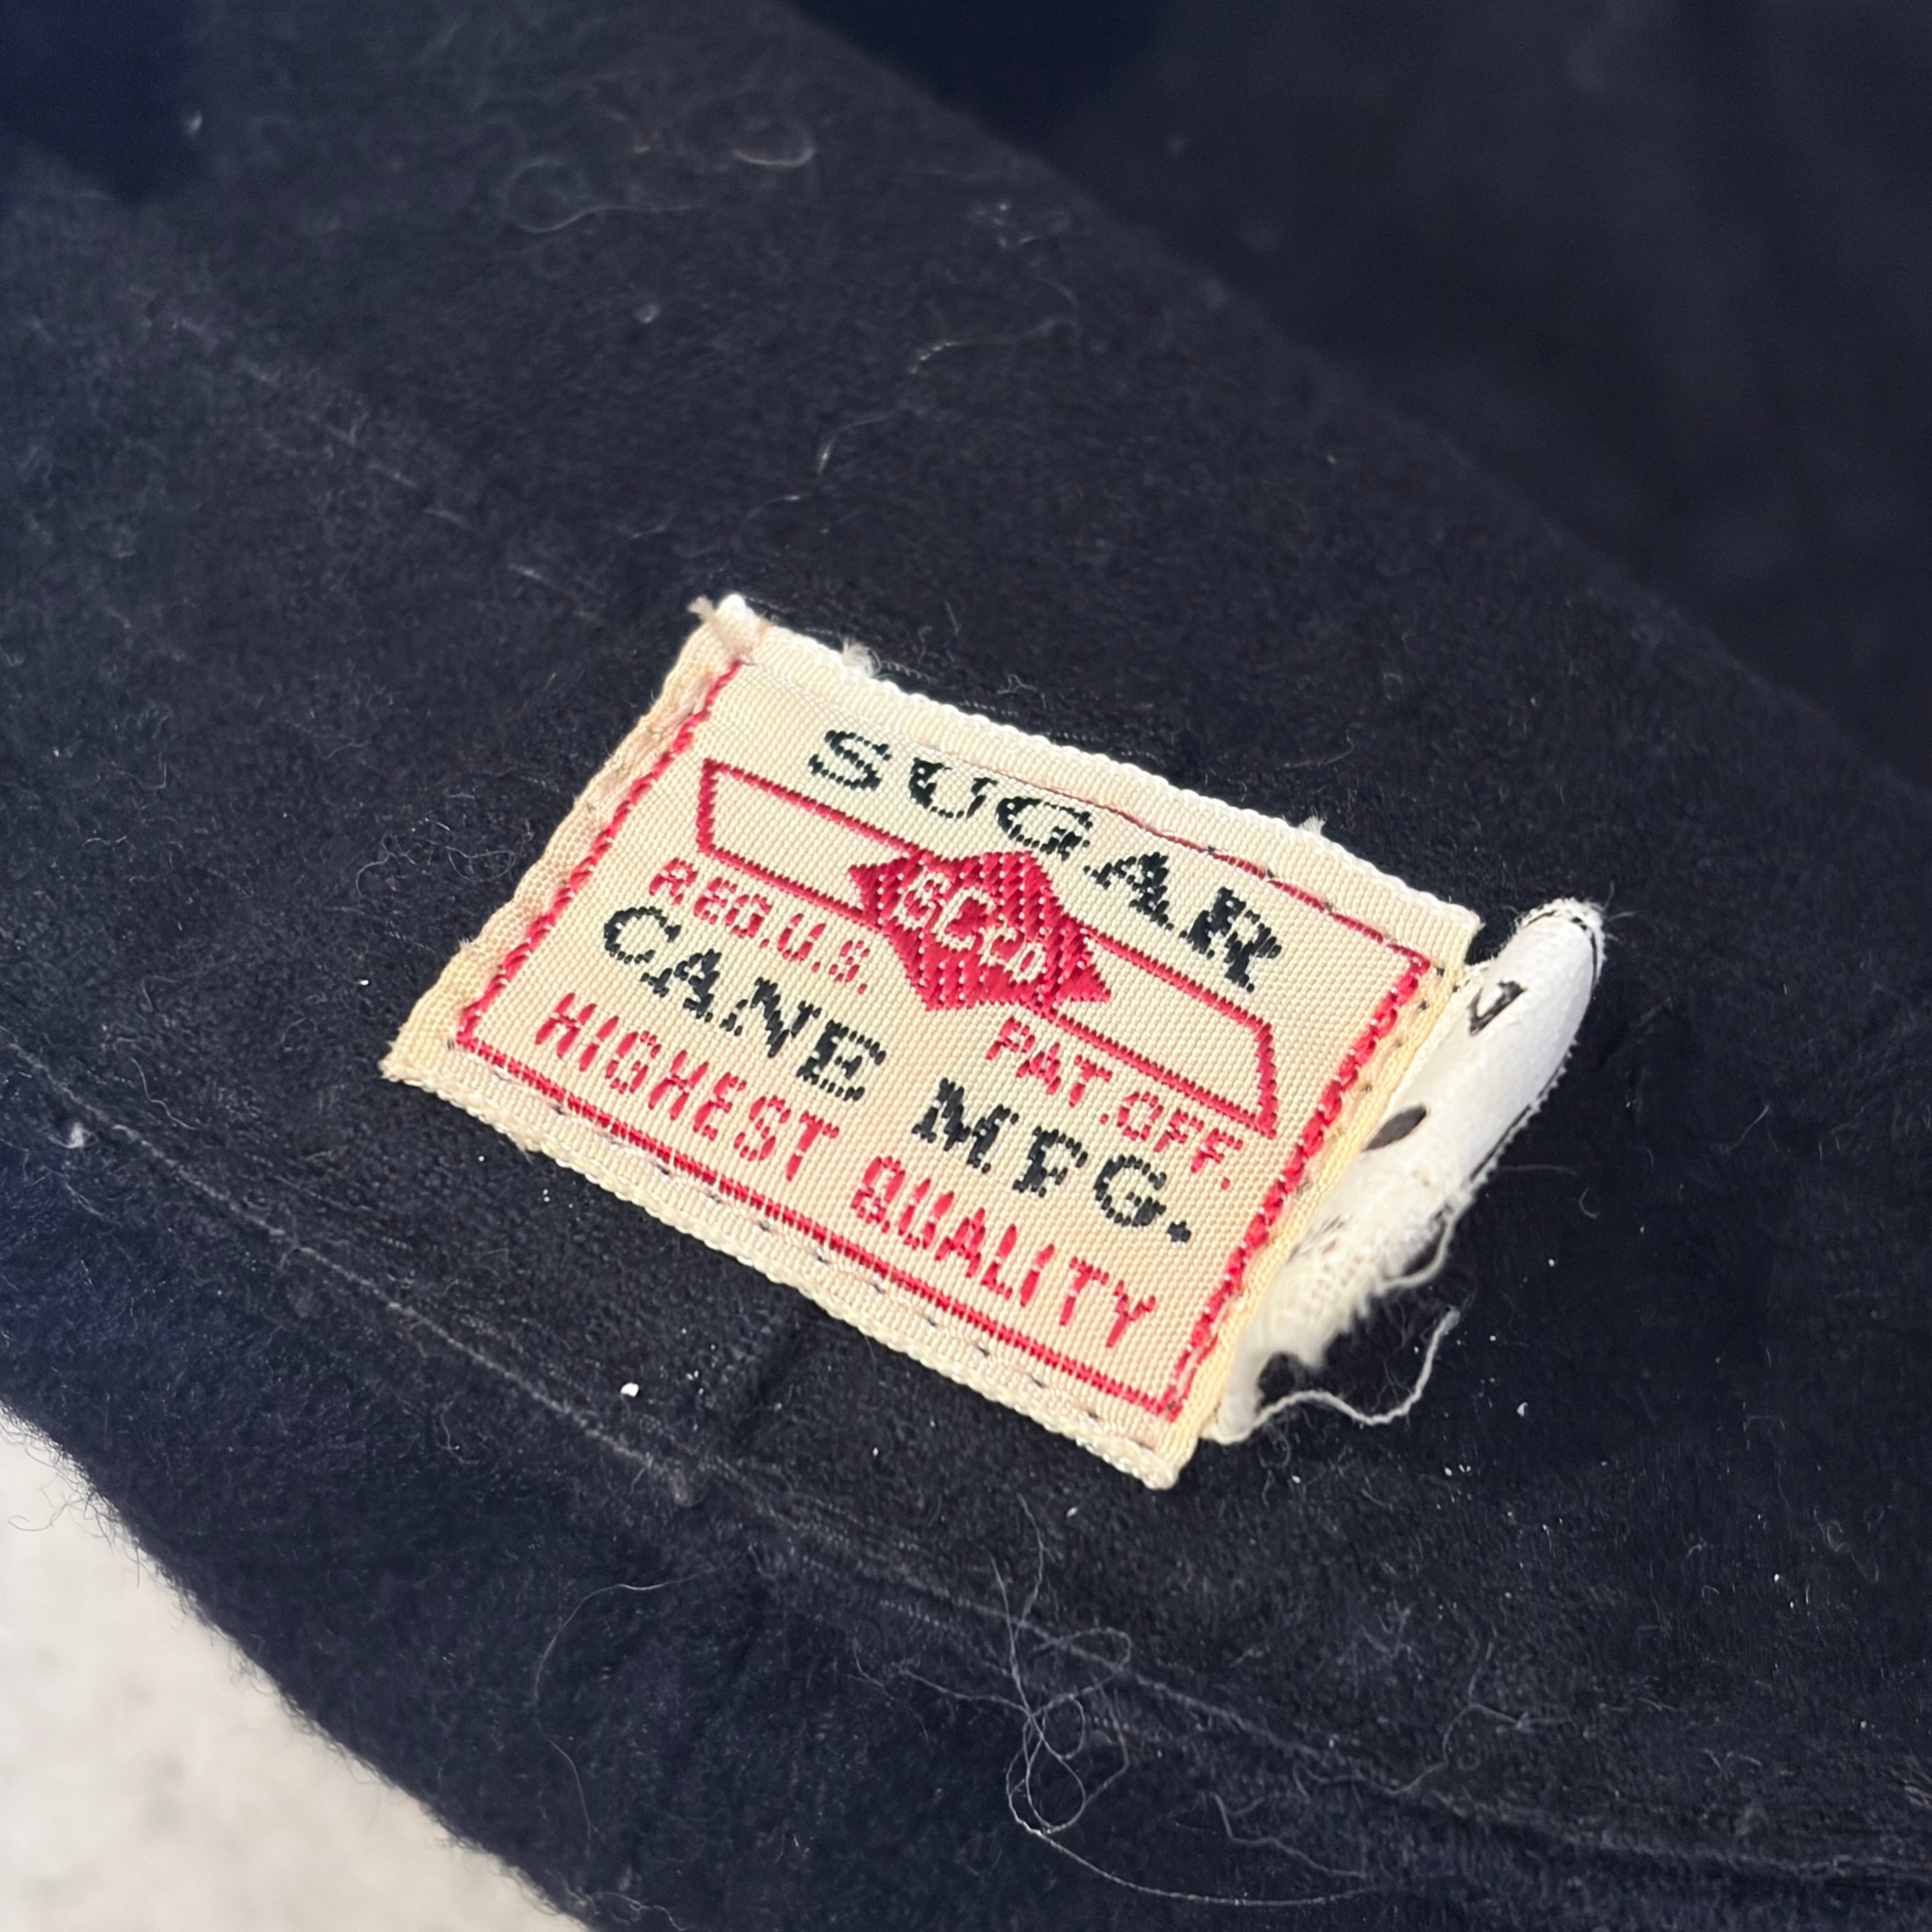 SUGAR
REG.U.S. PAT.OFF.
CANE MFG.
HIGHEST QUALITY